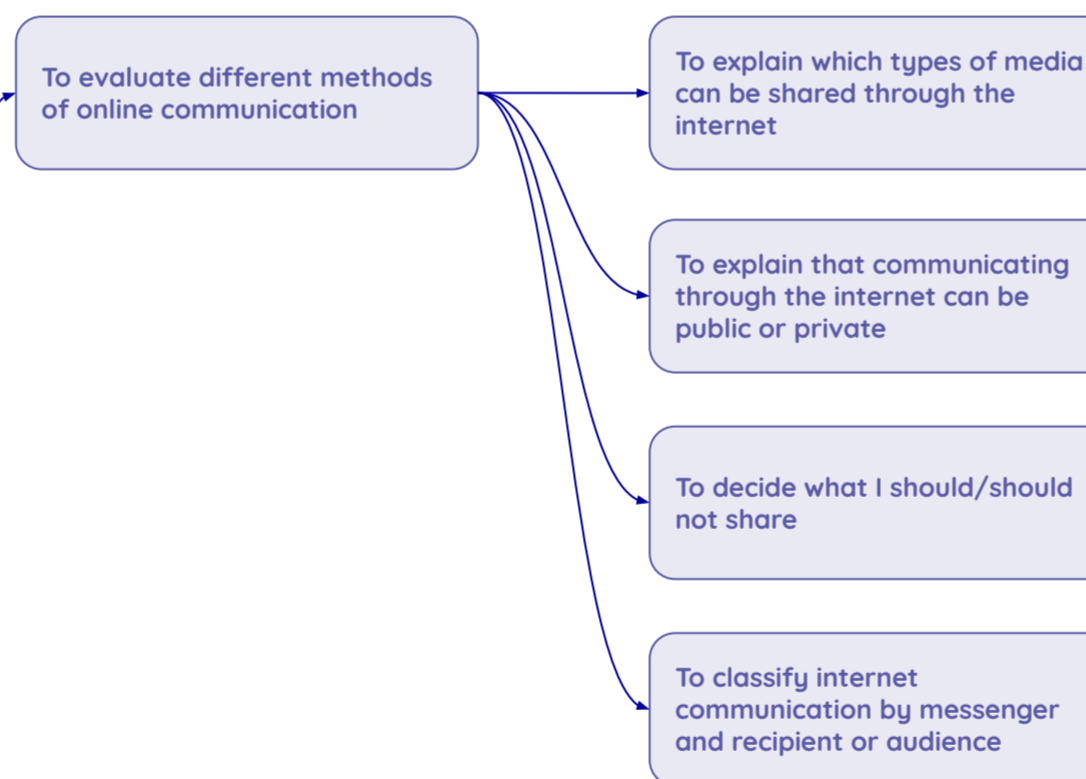 To evaluate different methods
of online communication
To explain which types of media
can be shared through the
internet
To explain that communicating
through the internet can be
public or private
To decide what I should/should
not share
To classify internet
communication by messenger
and recipient or audience